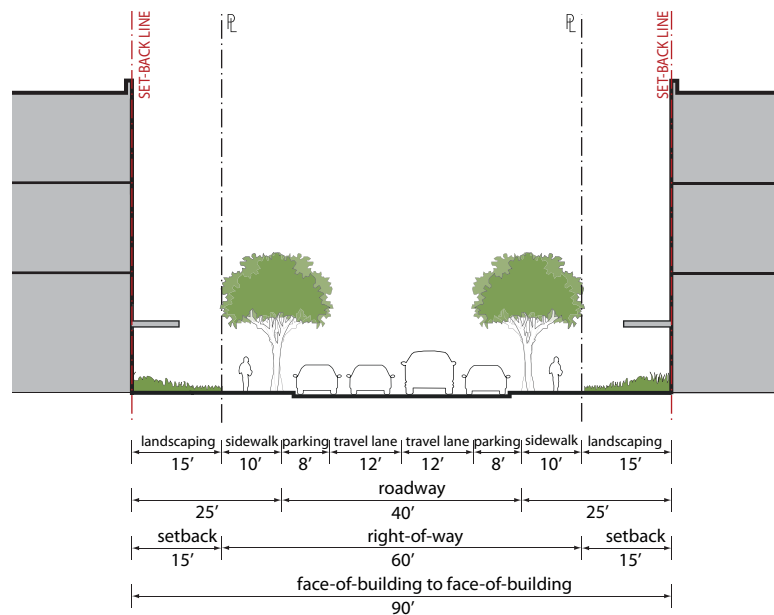 SET-BACK LINE
PL
PL
SET-BACK LINE
landscaping sidewalk parking travel lane travel lane parking sidewalk landscaping
15’ 10’ 8’ 12’ 12’ 8’ 10’ 15’
roadway
25’ 40’ 25’
setback right-of-way setback
15’ 60’ 15’
face-of-building to face-of-building
90’